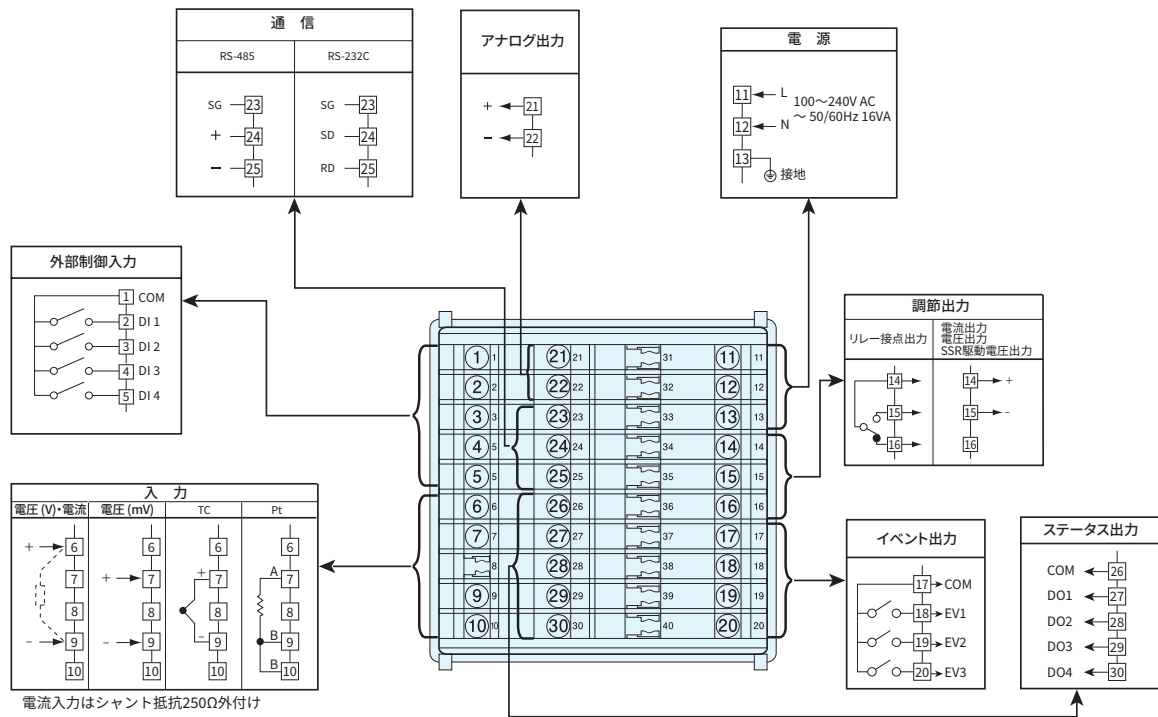 通 信
RS-485 RS-232C
SG 23 SG 23
+ 24 SD 24
− 25 RD 25
アナログ出力
+ 21
− 22
電 源
11 L 100〜240V AC
12 N 〜 50/60Hz 16VA
13
接地
外部制御入力
1 COM
2 DI 1
3 DI 2
4 DI 3
5 DI 4
調節出力
リレー接点出力
電流出力
電圧出力
SSR駆動電圧出力
14 14 +
15 15 -
16 16
1 1 21 21 31 11 11
2 2 22 22 32 12 12
3 3 23 23 33 13 13
4 5 24 24 34 14 14
5 5 25 25 35 15 15
6 6 26 26 36 16 16
7 7 27 27 37 17 17
8 28 28 38 18 18
9 9 29 29 39 19 19
10 10 30 30 40 20 20
入 力
電圧 (V)・電流 電圧 (mV) TC Pt
+ 6 6 6 6
7 + 7 + 7 A 7
8 8 8 8
- 9 - 9 - 9 B 9
10 10 10 B 10
電流入力はシャント抵抗250Ω外付け
イベント出力
17 COM
18 EV1
19 EV2
20 EV3
ステータス出力
COM 26
DO1 27
DO2 28
DO3 29
DO4 30